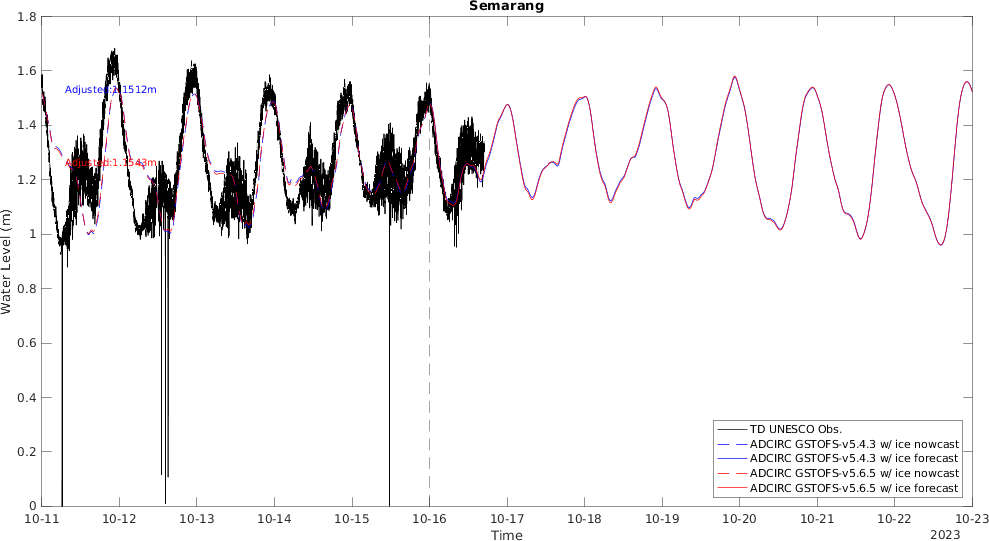 Semarang
1.8
1.6
1.4
1.2
1
0.8
0.6
0.4
0.2
0
Water Level (m)
Adjusted:1.1512m
Adjusted:1.1543m
TD UNESCO Obs.
ADCIRC GSTOFS-v5.4.3 w/ ice nowcast
ADCIRC GSTOFS-v5.4.3 w/ ice forecast
ADCIRC GSTOFS-v5.6.5 w/ ice nowcast
ADCIRC GSTOFS-v5.6.5 w/ ice forecast
10-11 10-12 10-13 10-14 10-15 10-16 10-17 10-18 10-19 10-20 10-21 10-22 10-23
Time
2023